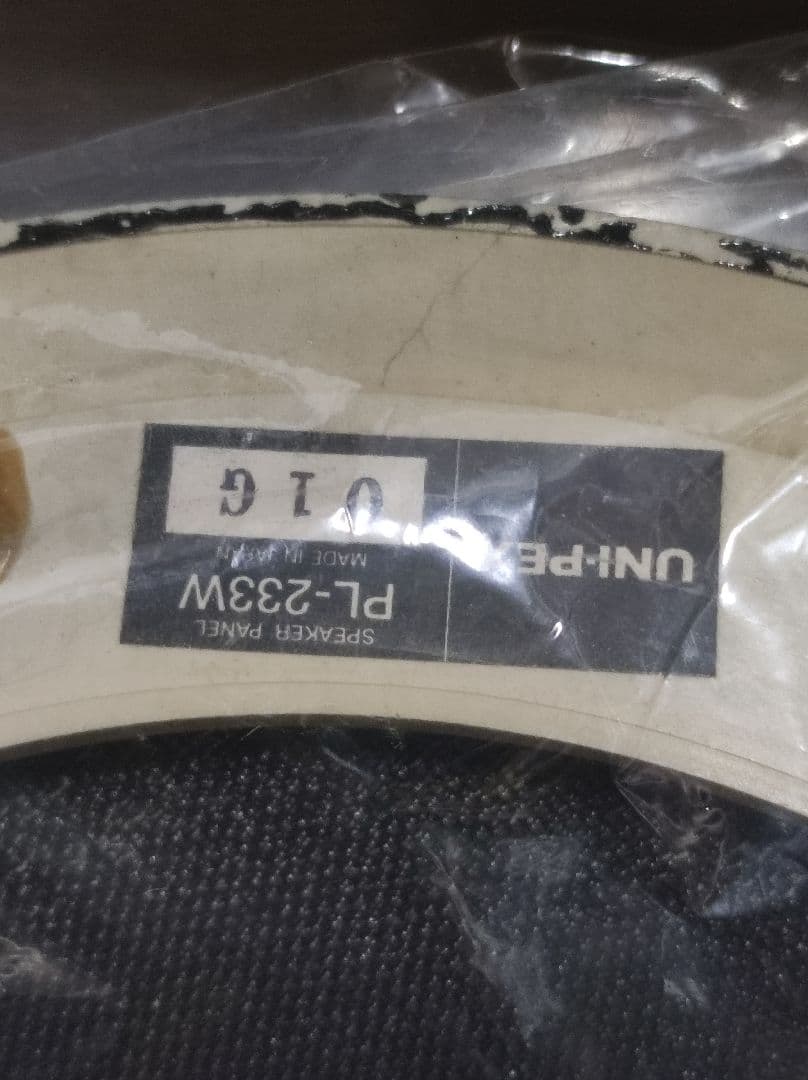 UNI-PE
SPEAKER PANEL
PL-233W
MADE IN JAPAN
01G